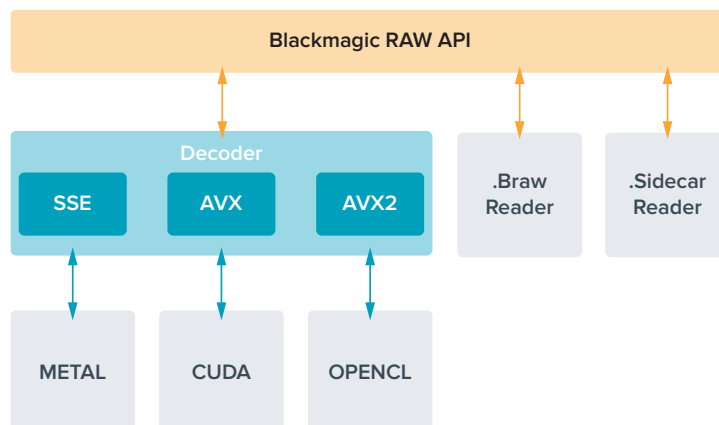 Blackmagic RAW API
Decoder
SSE
AVX
AVX2
.Braw
Reader
.Sidecar
Reader
METAL
CUDA
OPENCL